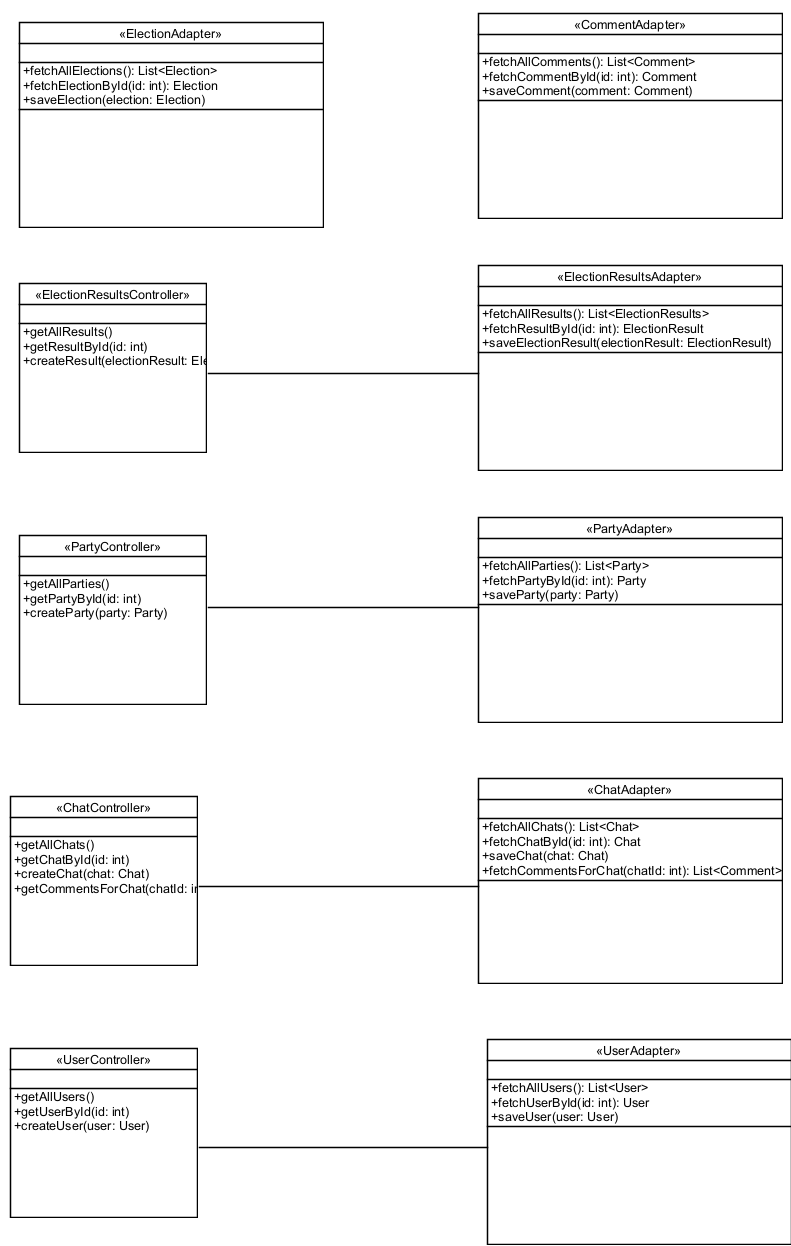 «ElectionAdapter»
+fetchAllElections(): List<Election>
+fetchElectionById(id: int): Election
+saveElection(election: Election)
«CommentAdapter»
+fetchAllComments(): List<Comment>
+fetchCommentById(id: int): Comment
+saveComment(comment: Comment)
«ElectionResultsController»
+getAllResults()
+getResultById(id: int)
+createResult(electionResult: Ele
«ElectionResultsAdapter»
+fetchAllResults(): List<ElectionResults>
+fetchResultById(id: int): ElectionResult
+saveElectionResult(electionResult: ElectionResult)
«PartyController»
+getAllParties()
+getPartyById(id: int)
+createParty(party: Party)
«PartyAdapter»
+fetchAllParties(): List<Party>
+fetchPartyById(id: int): Party
+saveParty(party: Party)
«ChatController»
+getAllChats()
+getChatById(id: int)
+createChat(chat: Chat)
+getCommentsForChat(chatId: in
«ChatAdapter»
+fetchAllChats(): List<Chat>
+fetchChatById(id: int): Chat
+saveChat(chat: Chat)
+fetchCommentsForChat(chatId: int): List<Comment>
«UserController»
+getAllUsers()
+getUserById(id: int)
+createUser(user: User)
«UserAdapter»
+fetchAllUsers(): List<User>
+fetchUserById(id: int): User
+saveUser(user: User)